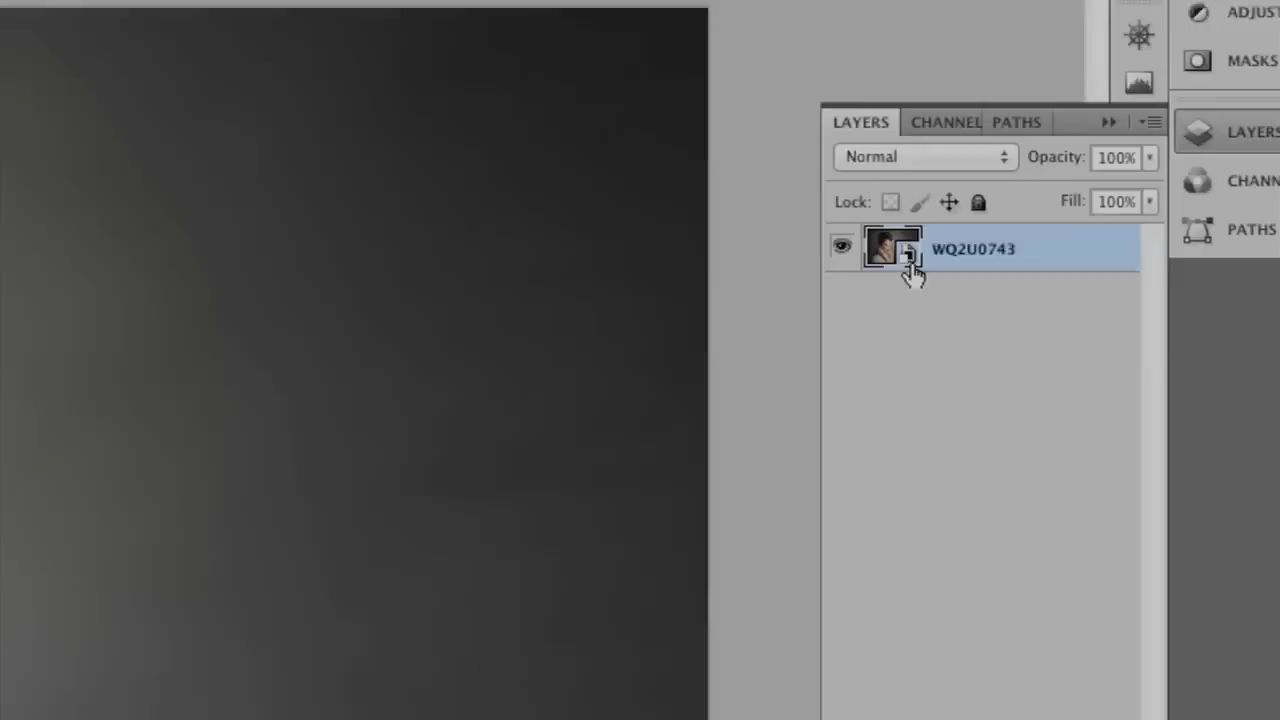 ADJUST
MASKS
LAYERS CHANNEL PATHS
Normal Opacity: 100%
Lock: Fill: 100%
WQ2U0743
LAYERS
CHANN
PATHS